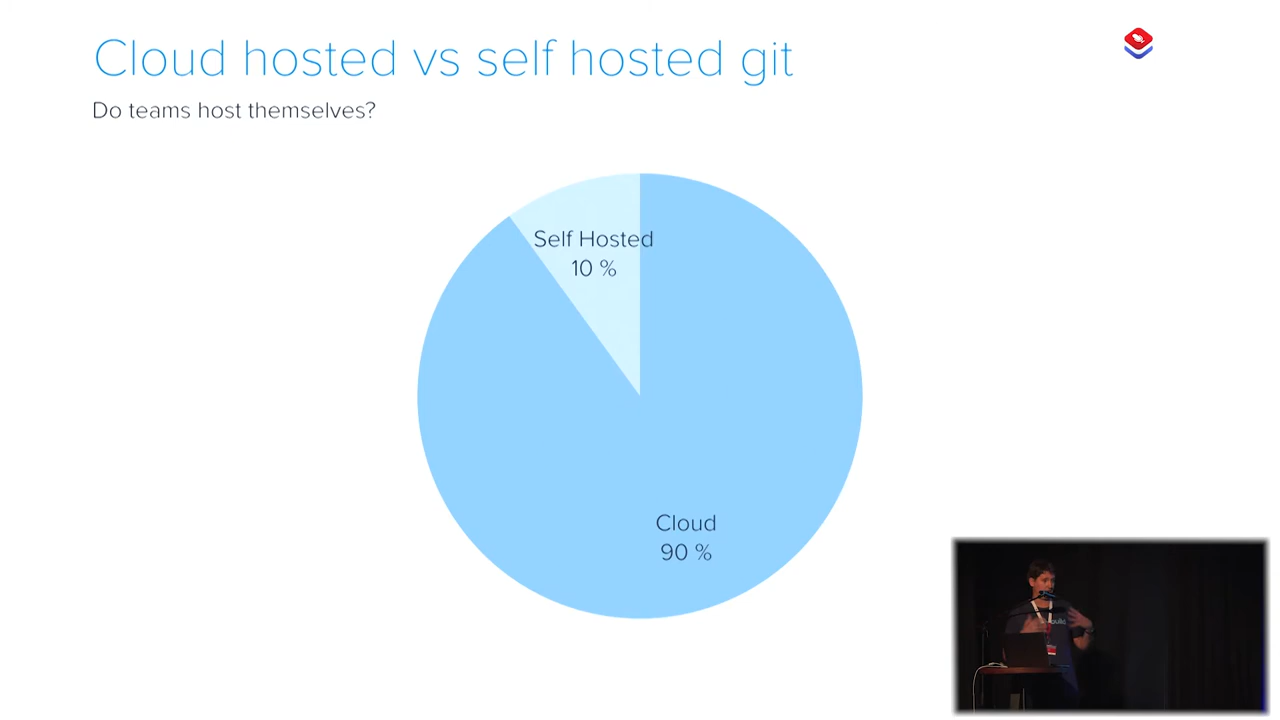 Cloud hosted vs self hosted git
Do teams host themselves?
Self Hosted
10 %
Cloud
90 %